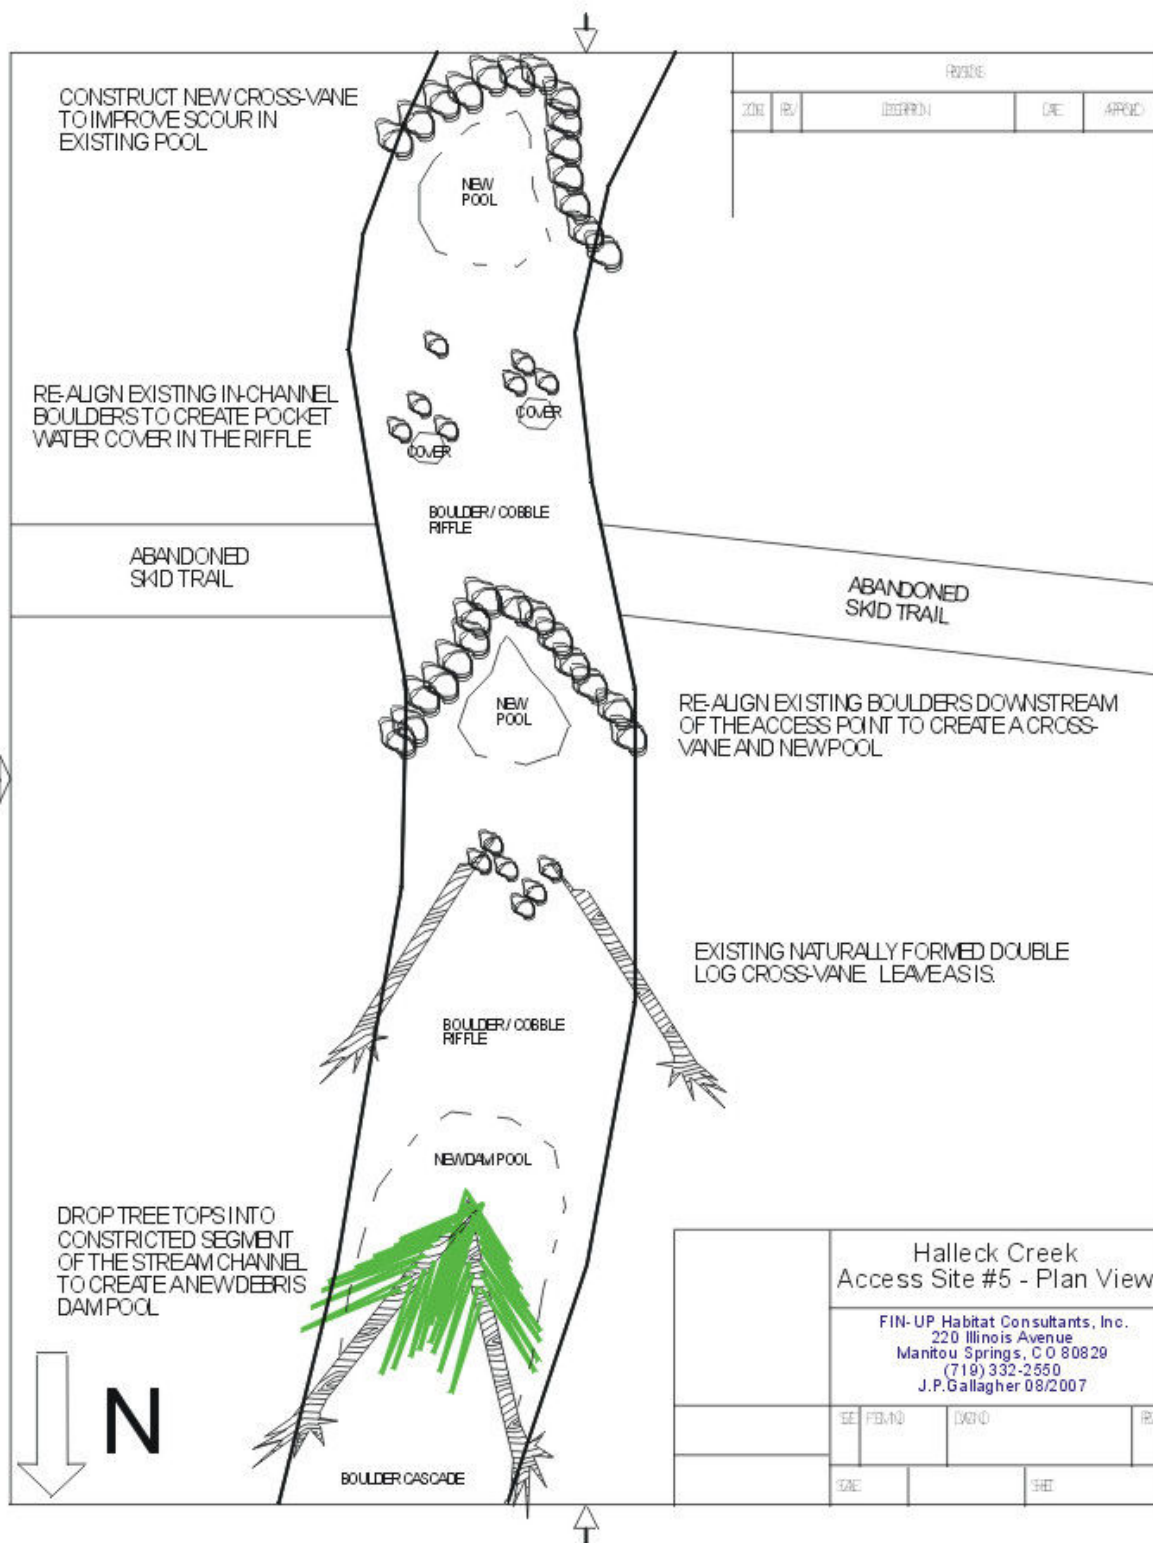 CONSTRUCT NEW CROSS-VANE
TO IMPROVE SCOUR IN
EXISTING POOL
NEW
POOL
RE-ALIGN EXISTING IN-CHANNEL
BOULDERS TO CREATE POCKET
WATER COVER IN THE RIFFLE
COVER
COVER
BOULDER / COBBLE
RIFFLE
ABANDONED
SKID TRAIL
ABANDONED
SKID TRAIL
NEW
POOL
RE-ALIGN EXISTING BOULDERS DOWNSTREAM
OF THE ACCESS POINT TO CREATE A CROSS-
VANE AND NEW POOL
EXISTING NATURALLY FORMED DOUBLE
LOG CROSS-VANE. LEAVE AS IS.
BOULDER / COBBLE
RIFFLE
NEW DAM POOL
DROP TREE TOPS INTO
CONSTRICTED SEGMENT
OF THE STREAM CHANNEL
TO CREATE A NEW DEBRIS
DAM POOL
N
BOULDER CASCADE
Halleck Creek
Access Site #5 - Plan View
FIN-UP Habitat Consultants, Inc.
220 Illinois Avenue
Manitou Springs, CO 80829
(719) 332-2550
J.P.Gallagher 08/2007